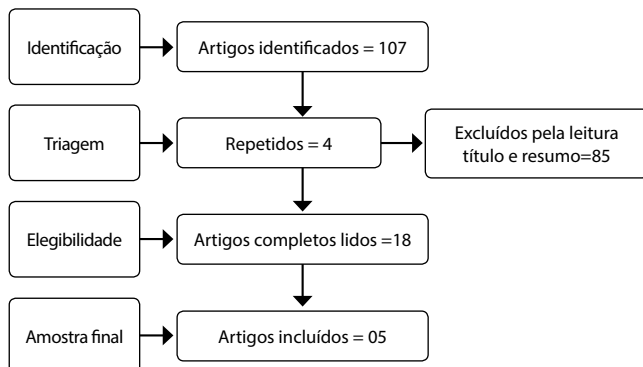 Identificação
Artigos identificados = 107
Triagem
Repetidos = 4
Excluídos pela leitura
título e resumo=85
Elegibilidade
Artigos completos lidos =18
Amostra final
Artigos incluídos = 05